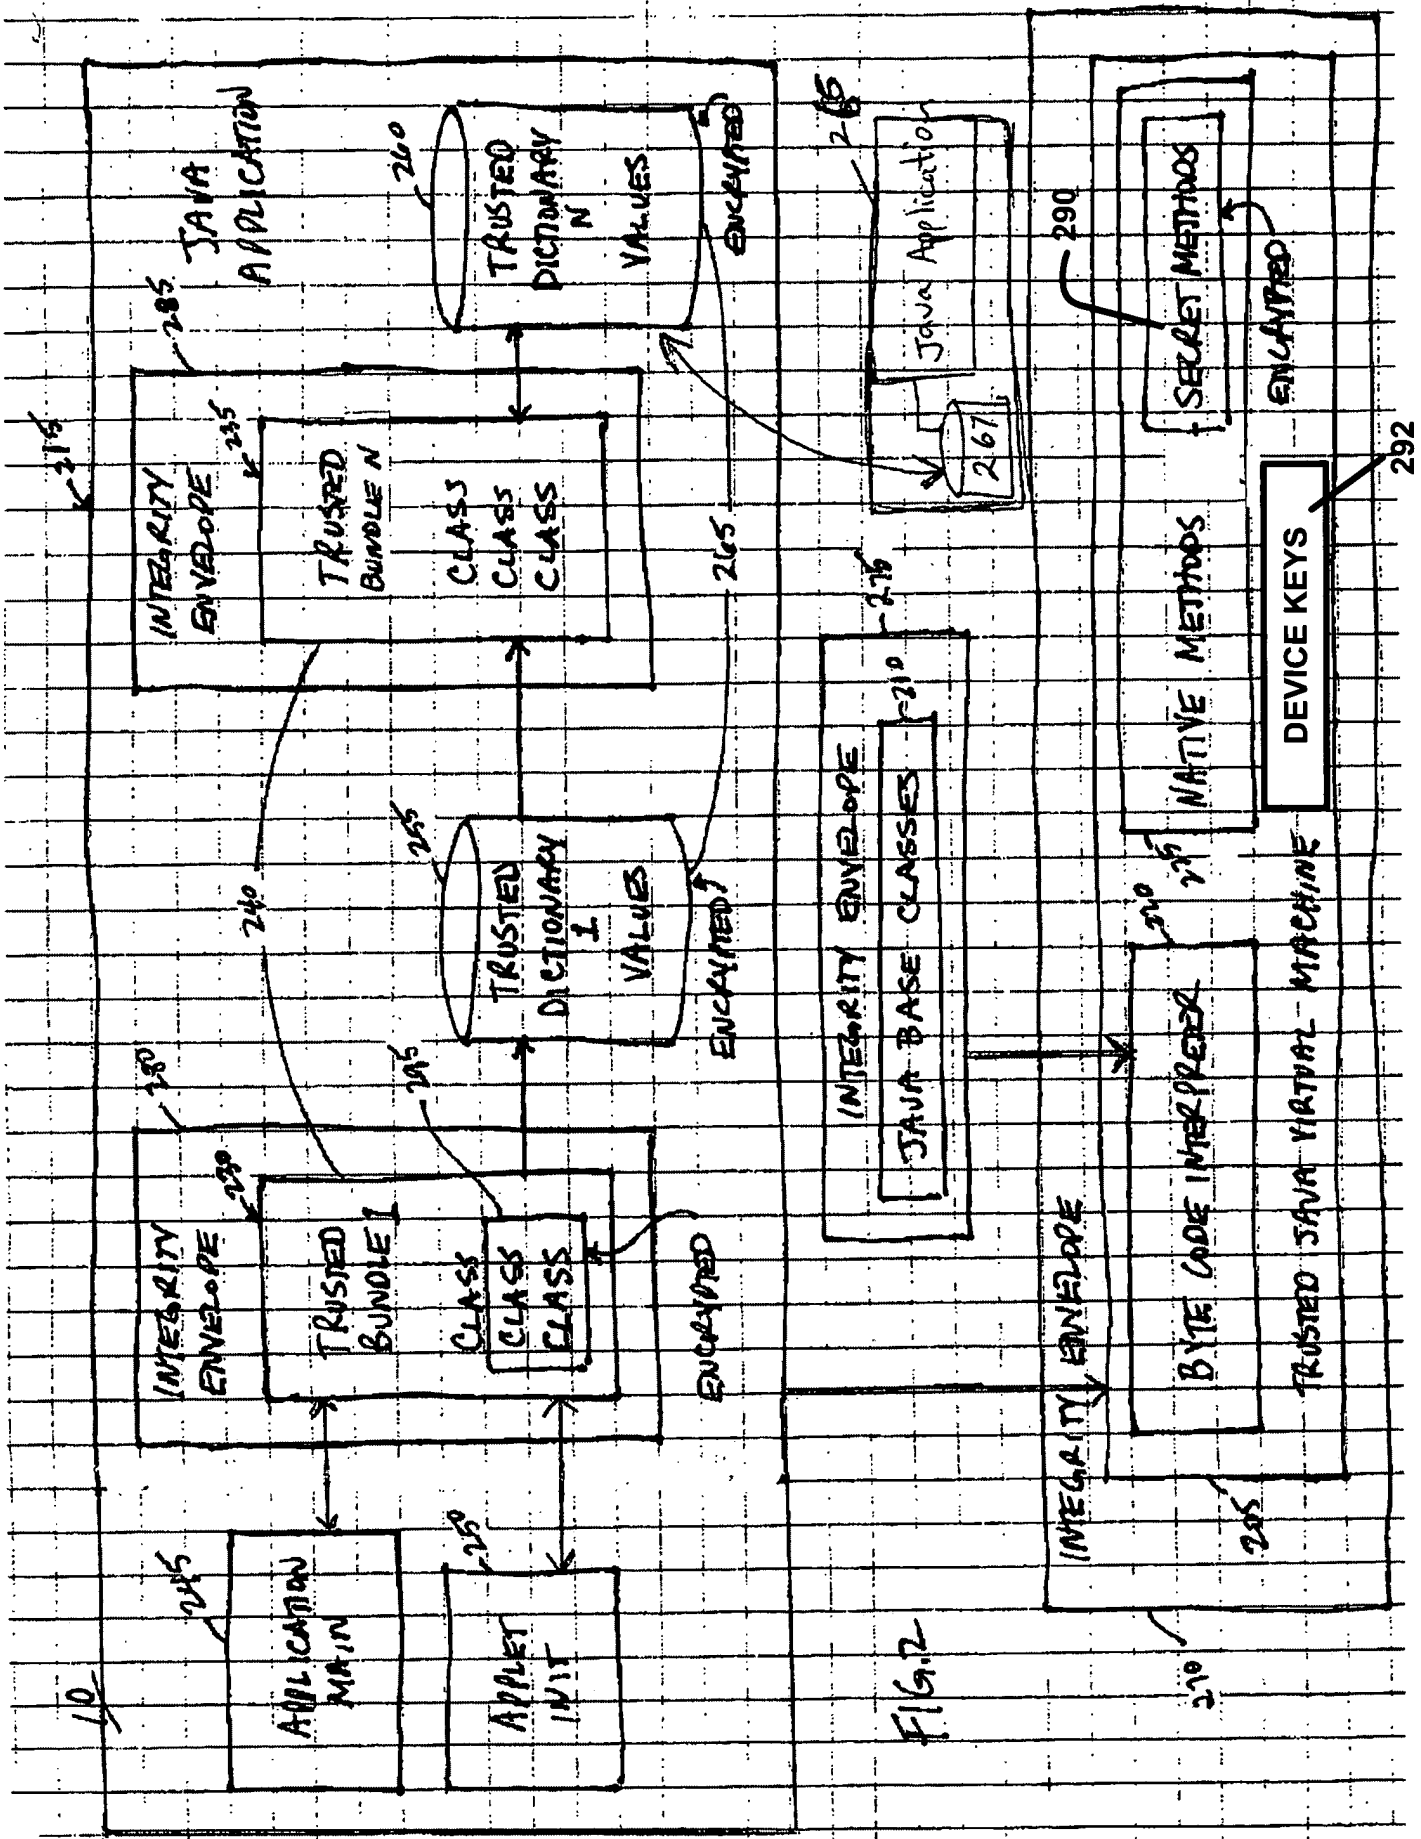 10
215
JAVA
APPLICATION
245
APPLICATION
MAIN
250
APPLET
INIT
280
INTEGRITY
ENVELOPE
230
TRUSTED
BUNDLE 1
CLASS
CLASS
CLASS
295
ENCRYPTED
240
255
TRUSTED
DICTIONARY
1
VALUES
ENCRYPTED
265
285
INTEGRITY
ENVELOPE
235
TRUSTED
BUNDLE N
CLASS
CLASS
CLASS
260
TRUSTED
DICTIONARY
N
VALUES
ENCRYPTED
INTEGRITY ENVELOPE
275
JAVA BASE CLASSES
210
267
Java Application
FIG. 2
270
INTEGRITY ENVELOPE
205
BYTE CODE INTERPRETER
220
TRUSTED JAVA VIRTUAL MACHINE
NATIVE METHODS
SECRET METHODS
290
ENCRYPTED
DEVICE KEYS
292